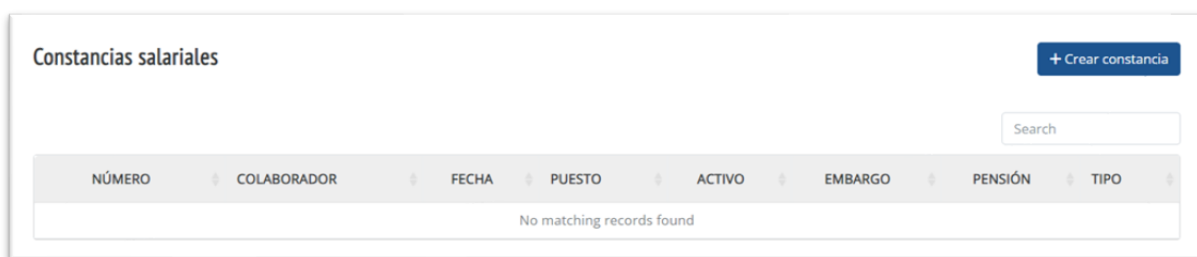 Constancias salariales
+ Crear constancia
Search
NÚMERO COLABORADOR FECHA PUESTO ACTIVO EMBARGO PENSIÓN TIPO
No matching records found